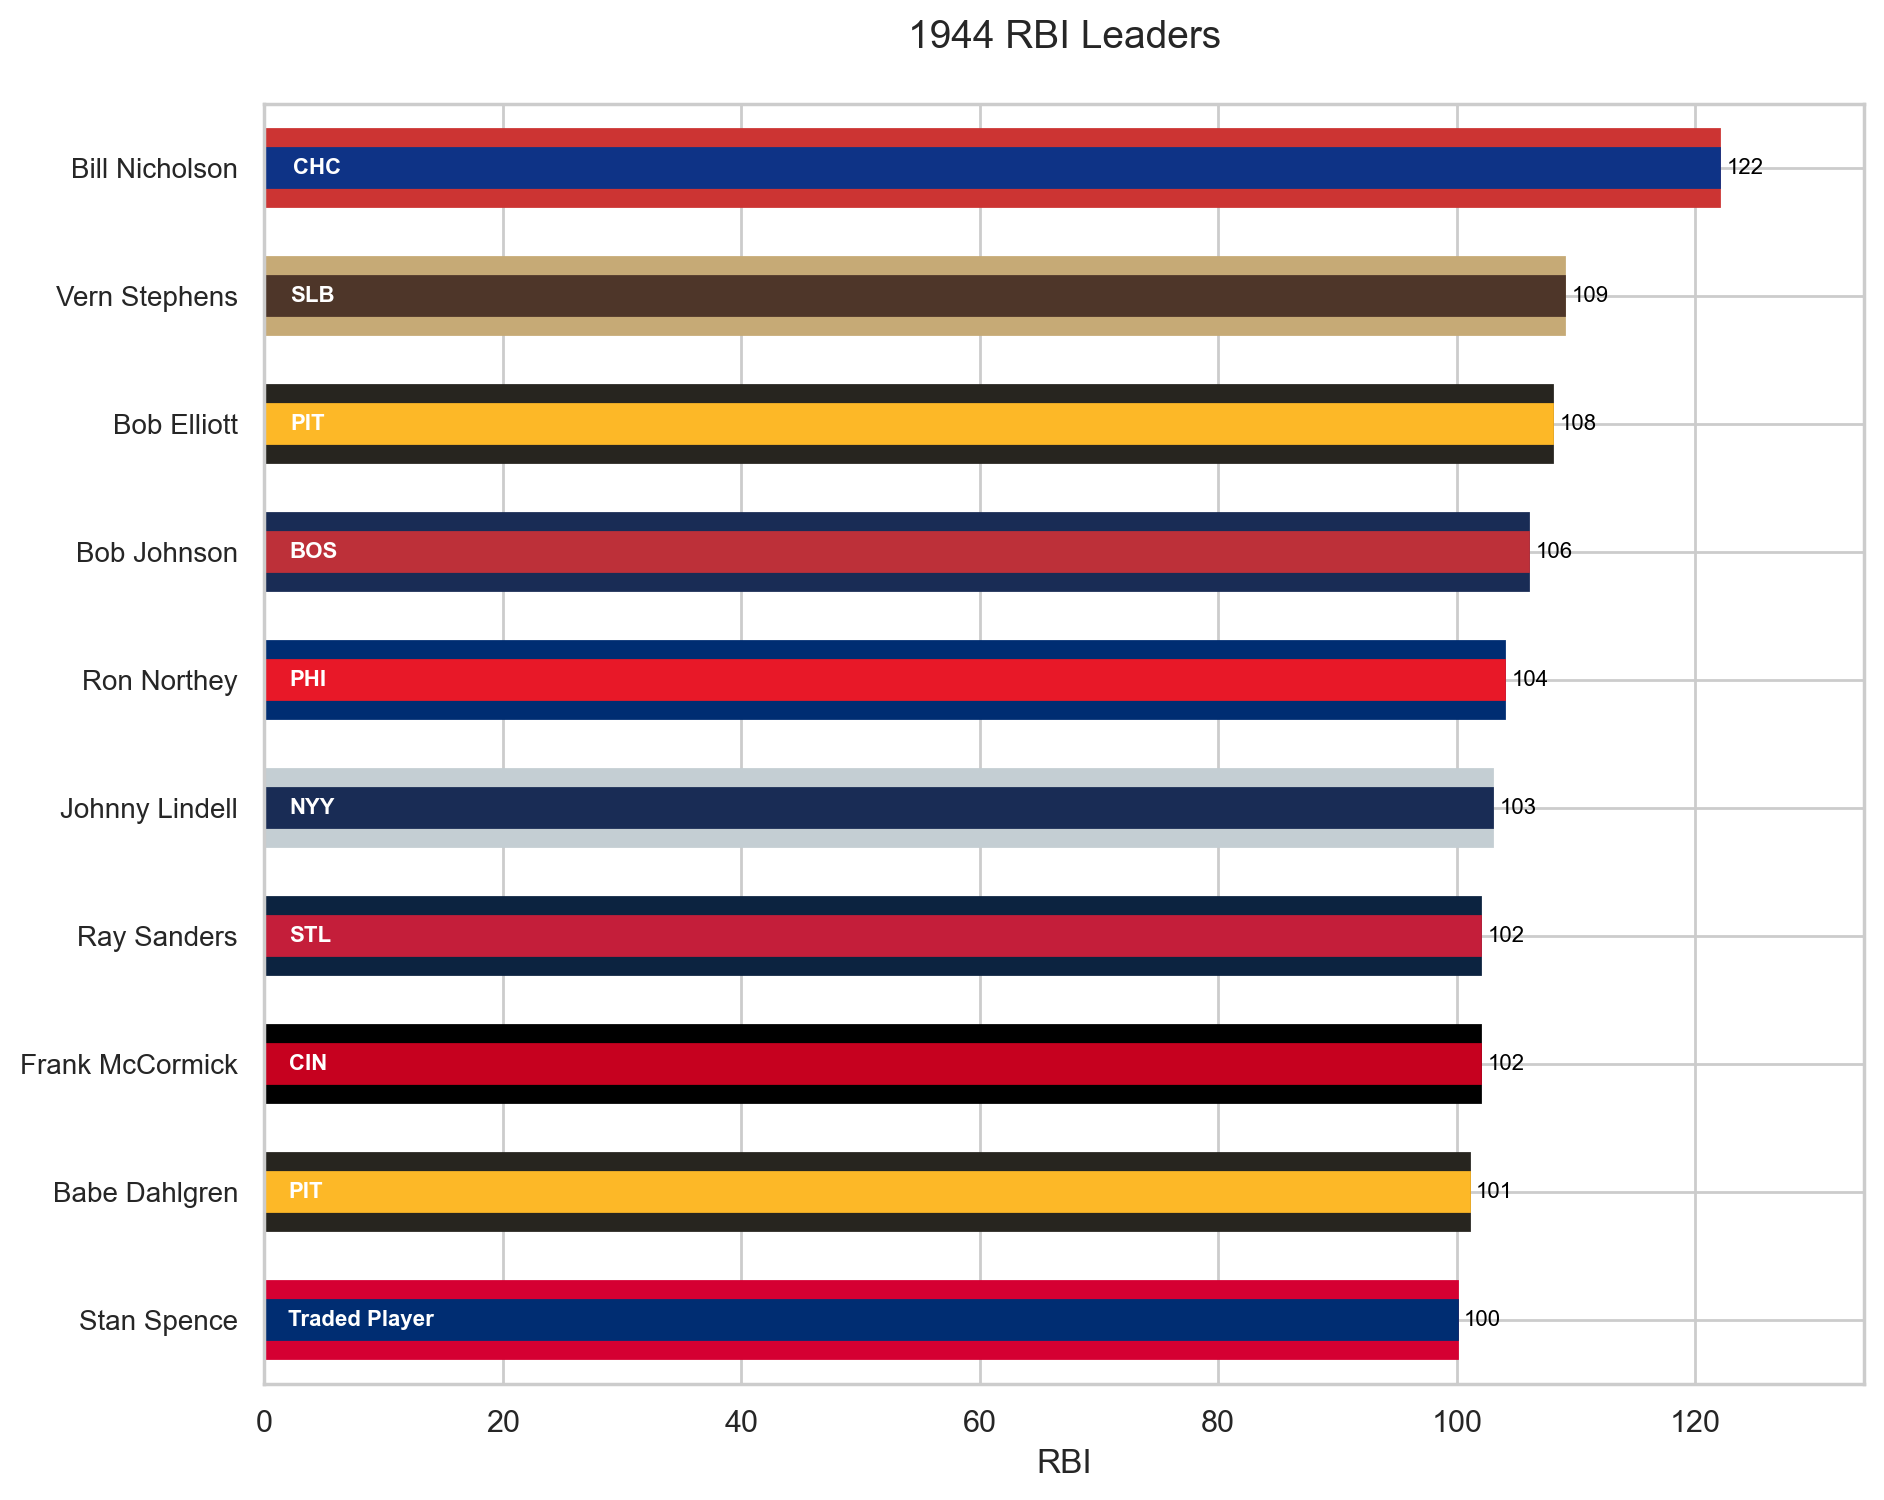 1944 RBI Leaders
Bill Nicholson CHC 122
Vern Stephens SLB 109
Bob Elliott PIT 108
Bob Johnson BOS 106
Ron Northey PHI 104
Johnny Lindell NYY 103
Ray Sanders STL 102
Frank McCormick CIN 102
Babe Dahlgren PIT 101
Stan Spence Traded Player 100
0 20 40 60 80 100 120
RBI